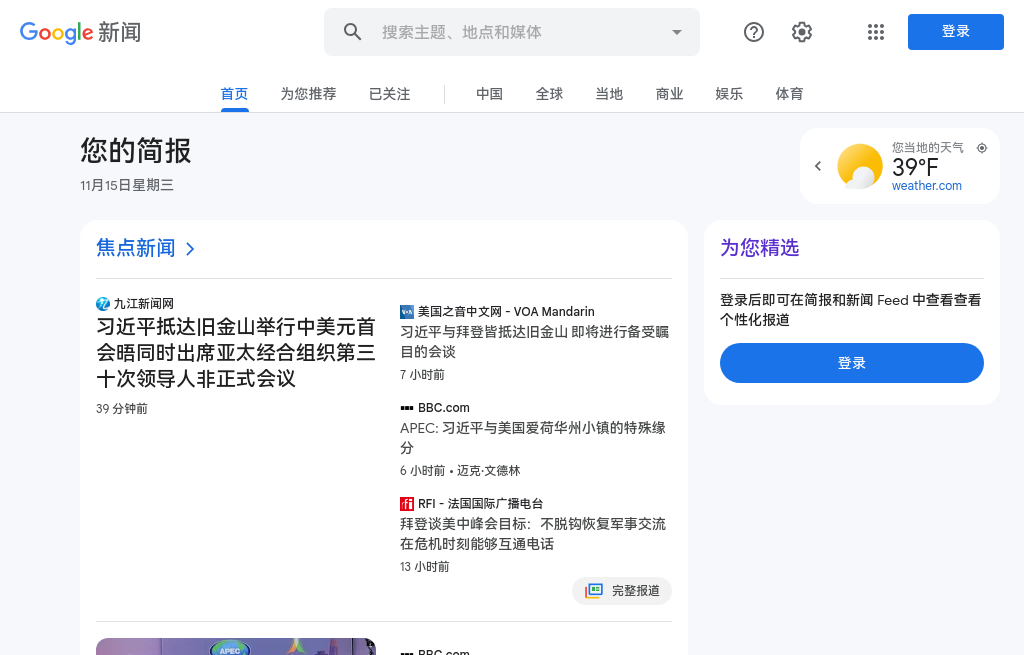 Google 新闻
搜索主题、地点和媒体
登录
首页
为您推荐
已关注
中国
全球
当地
商业
娱乐
体育
您的简报
11月15日星期三
您当地的天气
39°F
weather.com
焦点新闻
九江新闻网
习近平抵达旧金山举行中美元首
会晤同时出席亚太经合组织第三
十次领导人非正式会议
39 分钟前
VOA
美国之音中文网 - VOA Mandarin
习近平与拜登皆抵达旧金山 即将进行备受瞩
目的会谈
7 小时前
BBC.com
APEC: 习近平与美国爱荷华州小镇的特殊缘
分
6 小时前 • 迈克·文德林
rfi
RFI - 法国国际广播电台
拜登谈美中峰会目标：不脱钩恢复军事交流
在危机时刻能够互通电话
13 小时前
完整报道
APEC
BBC.com
为您精选
登录后即可在简报和新闻 Feed 中查看查看
个性化报道
登录